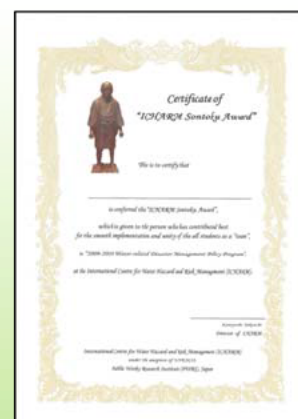 Certificate of
"ICHARM Sontoku Award"
This is to certify that
is conferred the "ICHARM Sontoku Award",
which is given to the person who has contributed best
for the smooth implementation and unity of the all students as a "team",
in "2009-2010 Water-related Disaster Management Policy Program",
at the International Centre for Water Hazard and Risk Management (ICHARM)
Director of ICHARM
International Centre for Water Hazard and Risk Management (ICHARM)
under the auspices of UNESCO
Public Works Research Institute (PWRI), Japan